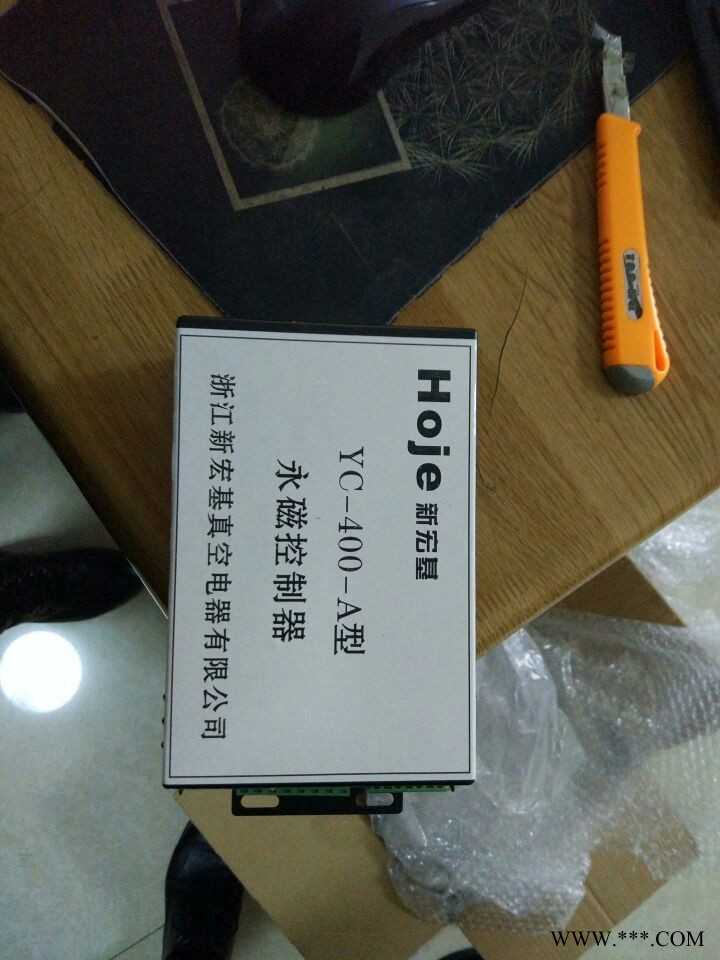 Hoje 新宏基
YC-400-A型
永磁控制器
浙江新宏基真空电器有限公司
WWW.***.COM